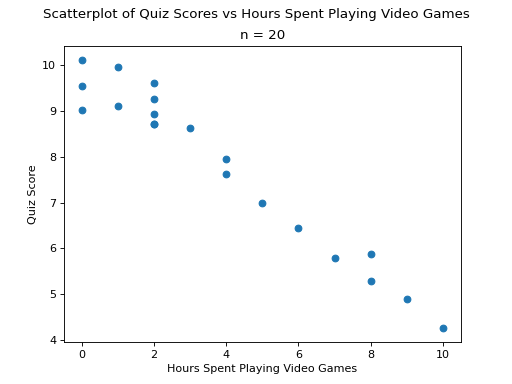 Scatterplot of Quiz Scores vs Hours Spent Playing Video Games
n = 20
10
9
8
7
6
5
4
Quiz Score
0 2 4 6 8 10
Hours Spent Playing Video Games